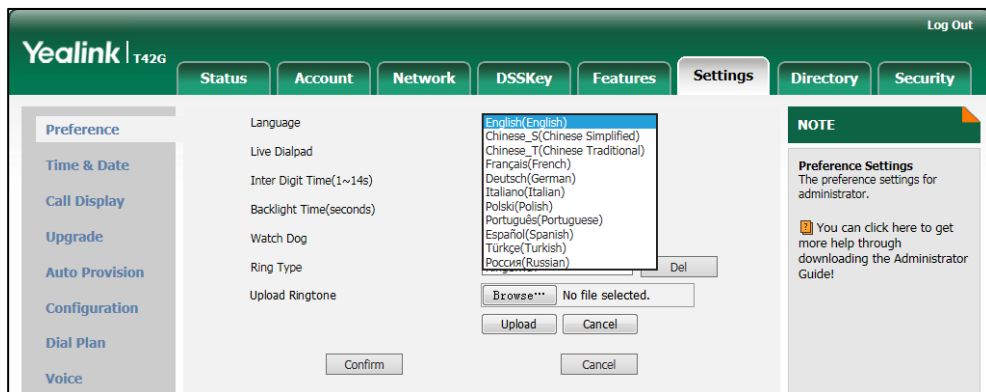 Log Out
Yealink T42G
Status Account Network DSSKey Features Settings Directory Security
Preference
Time & Date
Call Display
Upgrade
Auto Provision
Configuration
Dial Plan
Voice
Language
Live Dialpad
Inter Digit Time(1~14s)
Backlight Time(seconds)
Watch Dog
Ring Type
Upload Ringtone
English(English)
Chinese_S(Chinese Simplified)
Chinese_T(Chinese Traditional)
Français(French)
Deutsch(German)
Italiano(Italian)
Polski(Polish)
Português(Portuguese)
Español(Spanish)
Türkçe(Turkish)
Россия(Russian)
Del
Browse··· No file selected.
Upload Cancel
Confirm Cancel
NOTE
Preference Settings
The preference settings for
administrator.
You can click here to get
more help through
downloading the Administrator
Guide!